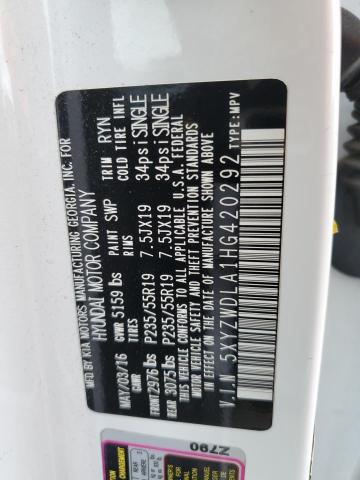 MFD BY KIA MOTORS MANUFACTURING GEORGIA, INC. FOR
HYUNDAI MOTOR COMPANY
MAY/03/16 PAINT SWP TRIM RYN
GVWR 5159 lbs
GAWR TIRES RIMS COLD TIRE INFL
FRONT 2976 lbs P235/55R19 7.5JX19 34psi SINGLE
REAR 3075 lbs P235/55R19 7.5JX19 34psi SINGLE
THIS VEHICLE CONFORMS TO ALL APPLICABLE U.S.A. FEDERAL
MOTOR VEHICLE SAFETY AND THEFT PREVENTION STANDARDS
IN EFFECT ON THE DATE OF MANUFACTURE SHOWN ABOVE
V.I.N : 5XYZWDLA1HG420292 TYPE: MPV
Z790